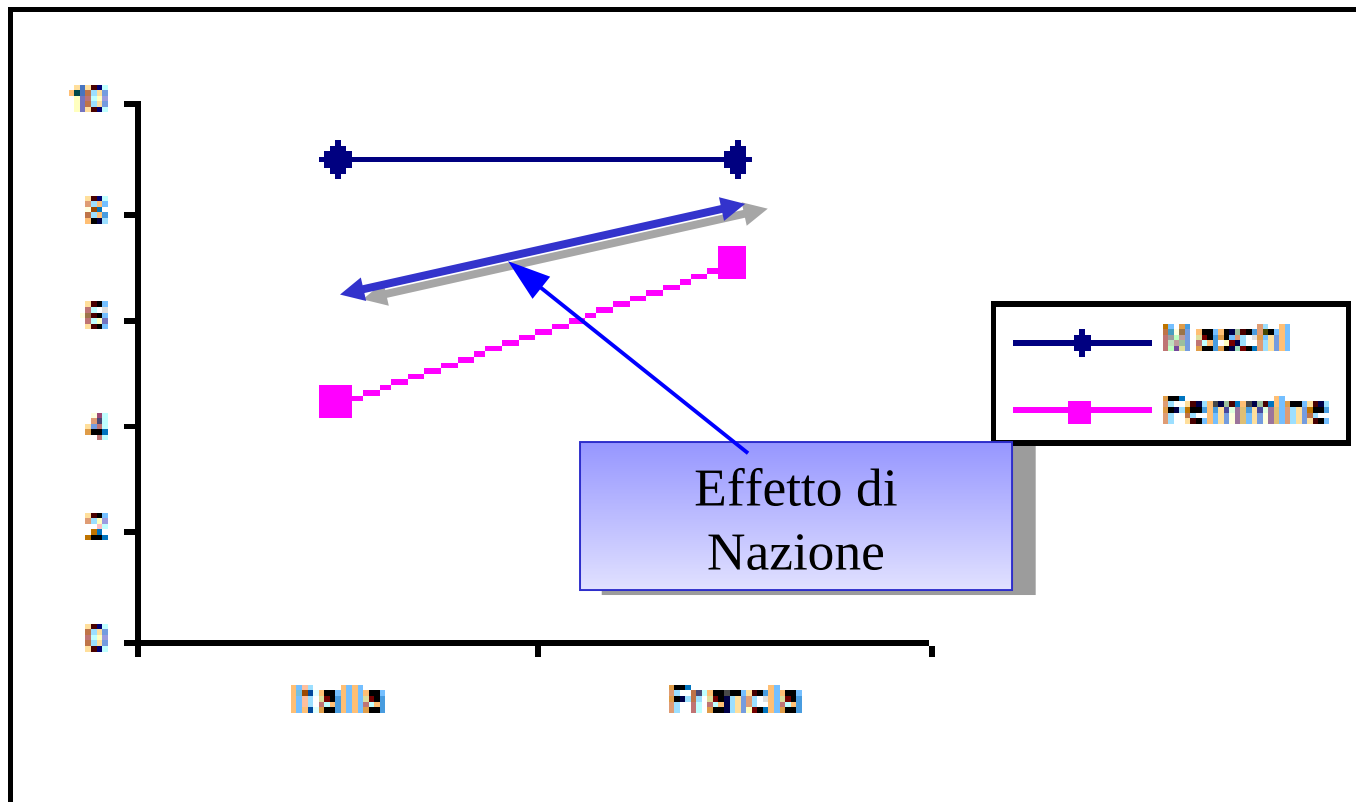 10
8
6
4
2
0
Italia
Francia
Maschi
Femmine
Effetto di
Nazione